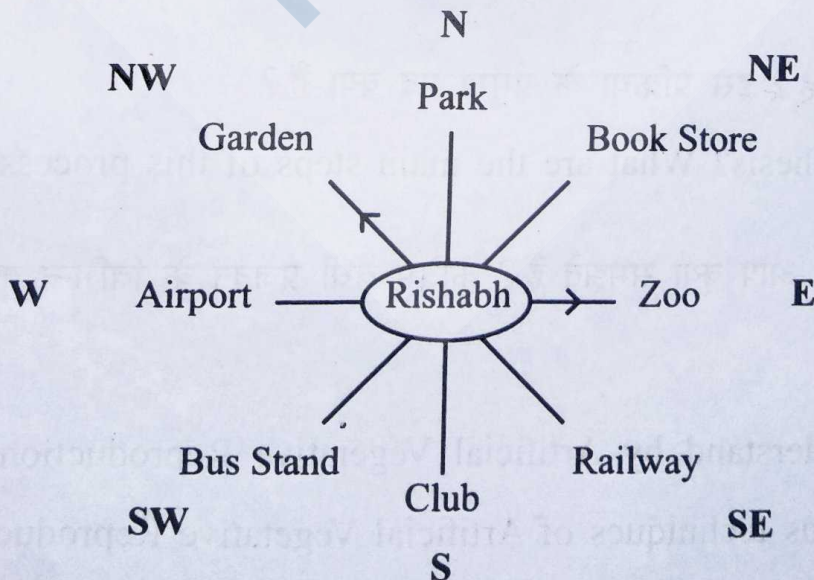 N
NW
NE
Park
Garden
Book Store
W
Airport
Rishabh
Zoo
E
Bus Stand
Railway
Club
SW
SE
S